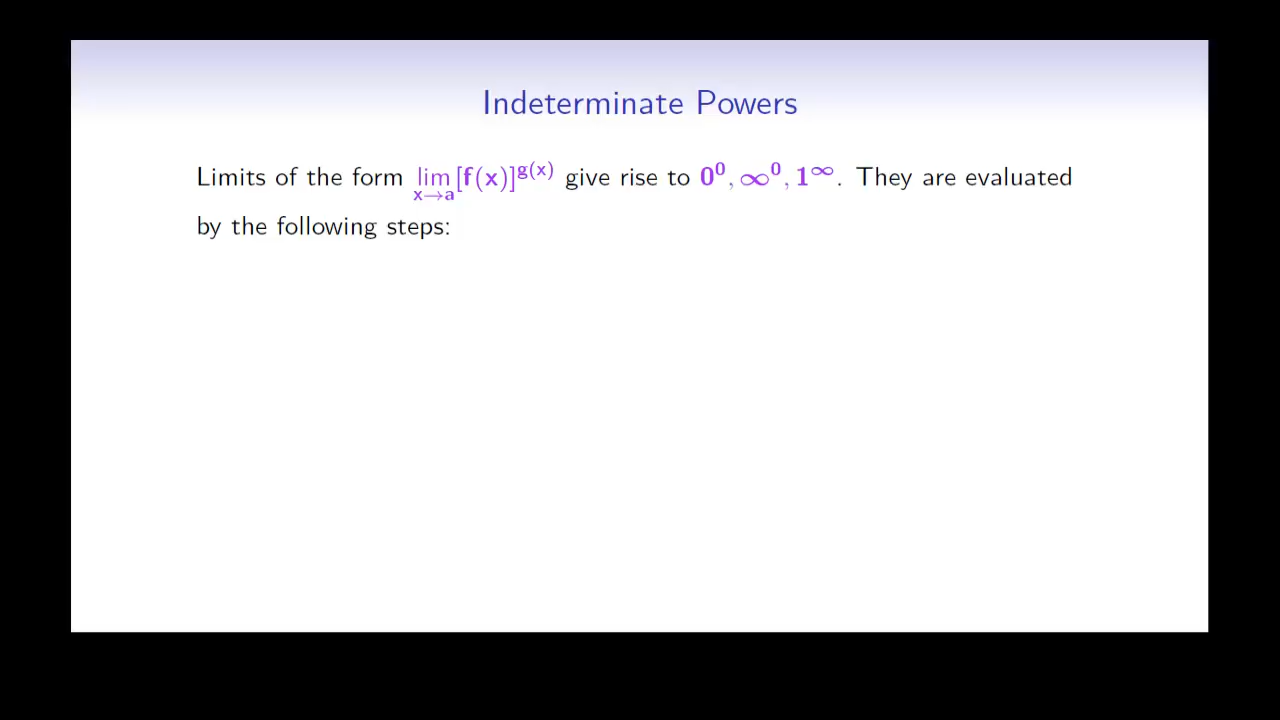 Indeterminate Powers
Limits of the form lim x→a [f(x)]^g(x) give rise to 0^0, ∞^0, 1^∞. They are evaluated
by the following steps: